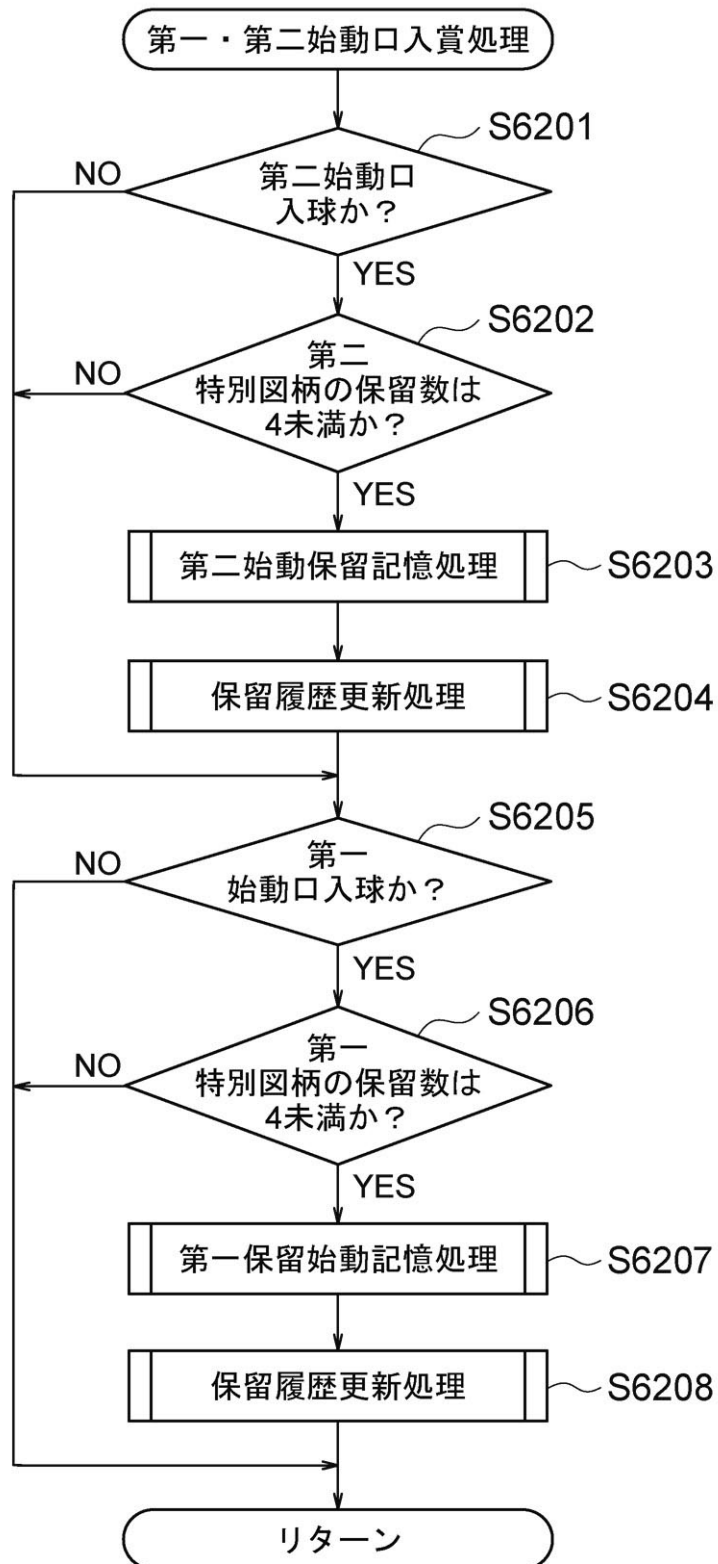 第一・第二始動口入賞処理
S6201
NO
第二始動口
入球か？
YES
S6202
NO
第二
特別図柄の保留数は
4未満か？
YES
第二始動保留記憶処理
S6203
保留履歴更新処理
S6204
S6205
NO
第一
始動口入球か？
YES
S6206
NO
第一
特別図柄の保留数は
4未満か？
YES
第一保留始動記憶処理
S6207
保留履歴更新処理
S6208
リターン